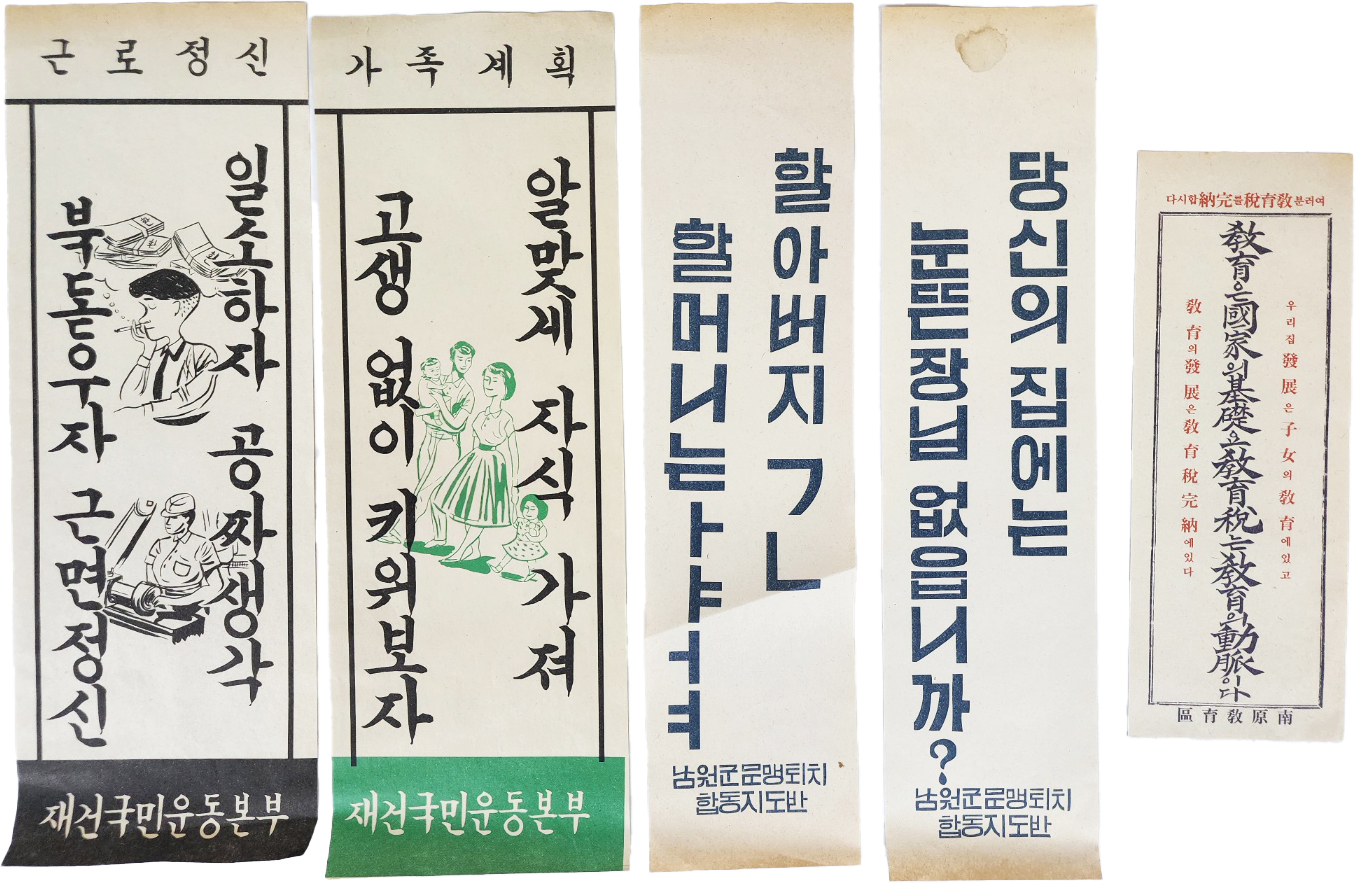 근로정신
일소하자 공짜생각
북돋우자 근면정신
재건국민운동본부
가족계획
알맞게 자식 가져
고생 없이 키워보자
재건국민운동본부
할아버지 ㄱㄴ
할머니는 ㅏㅑㅓㅕ
남원군문맹퇴치
합동지도반
당신의 집에는
눈뜬장님 없읍니까?
남원군문맹퇴치
합동지도반
여러분敎育稅를完納합시다
우리집發展은子女의敎育에있고
敎育은國家의基礎요敎育稅는敎育의動脈이다
敎育의發展은敎育稅完納에있다
南原敎育區